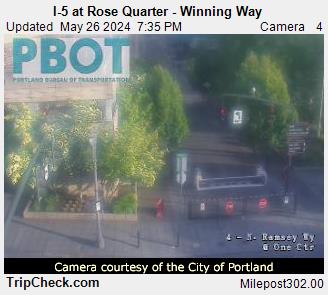 I-5 at Rose Quarter - Winning Way
Updated May 26 2024 7:35 PM Camera 4
PBOT
PORTLAND BUREAU OF TRANSPORTATION
4 - N. Ramsey Wy
@ One Ctr
Camera courtesy of the City of Portland
TripCheck.com Milepost302.00